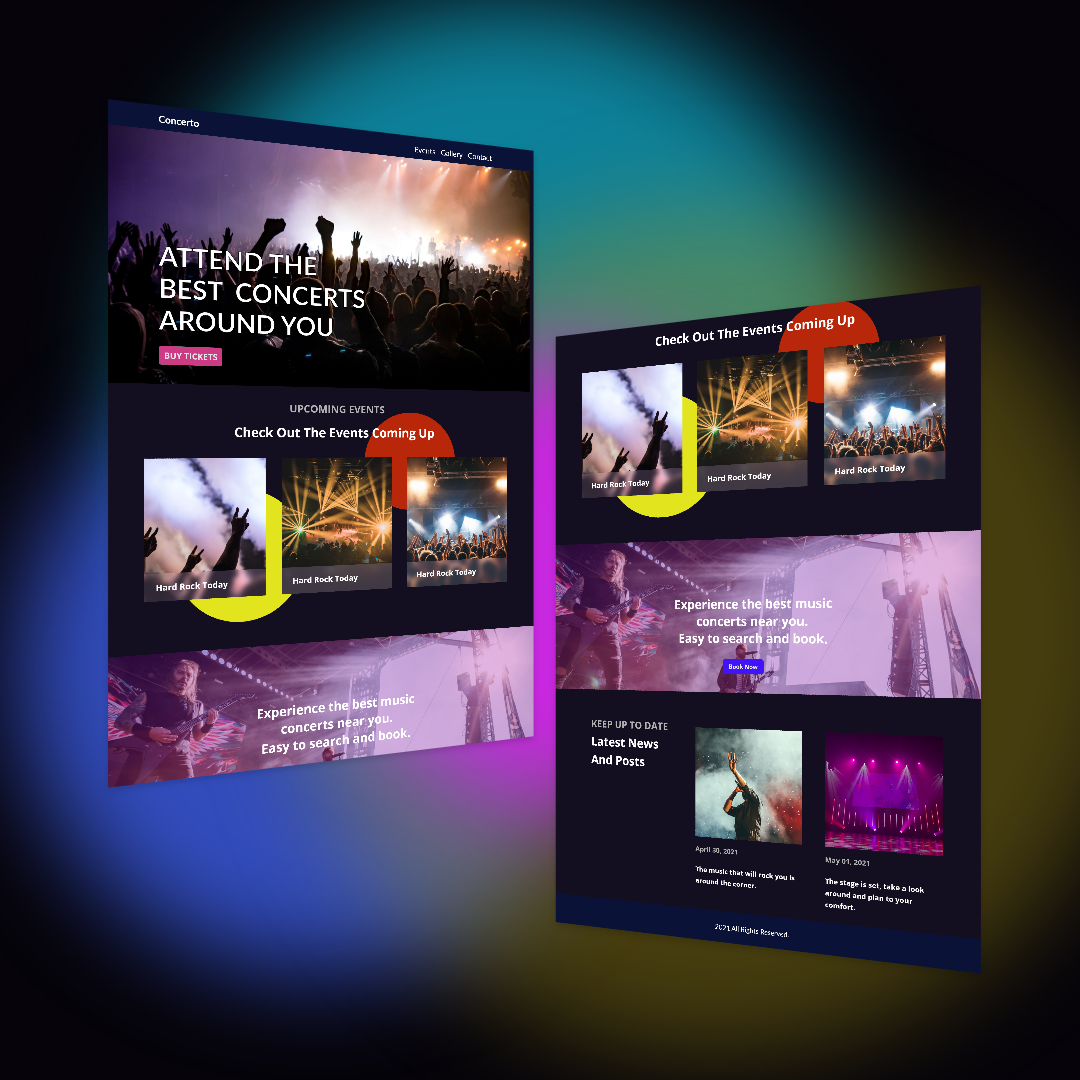 Concerto
Events Gallery Contact
ATTEND THE
BEST CONCERTS
AROUND YOU
BUY TICKETS
UPCOMING EVENTS
Check Out The Events Coming Up
Hard Rock Today
Hard Rock Today
Hard Rock Today
Experience the best music
concerts near you.
Easy to search and book.
Check Out The Events Coming Up
Hard Rock Today
Hard Rock Today
Hard Rock Today
Experience the best music
concerts near you.
Easy to search and book.
Book Now
KEEP UP TO DATE
Latest News
And Posts
April 30, 2021
The music that will rock you is
around the corner.
May 01, 2021
The stage is set, take a look
around and plan to your
comfort.
2021 All Rights Reserved.